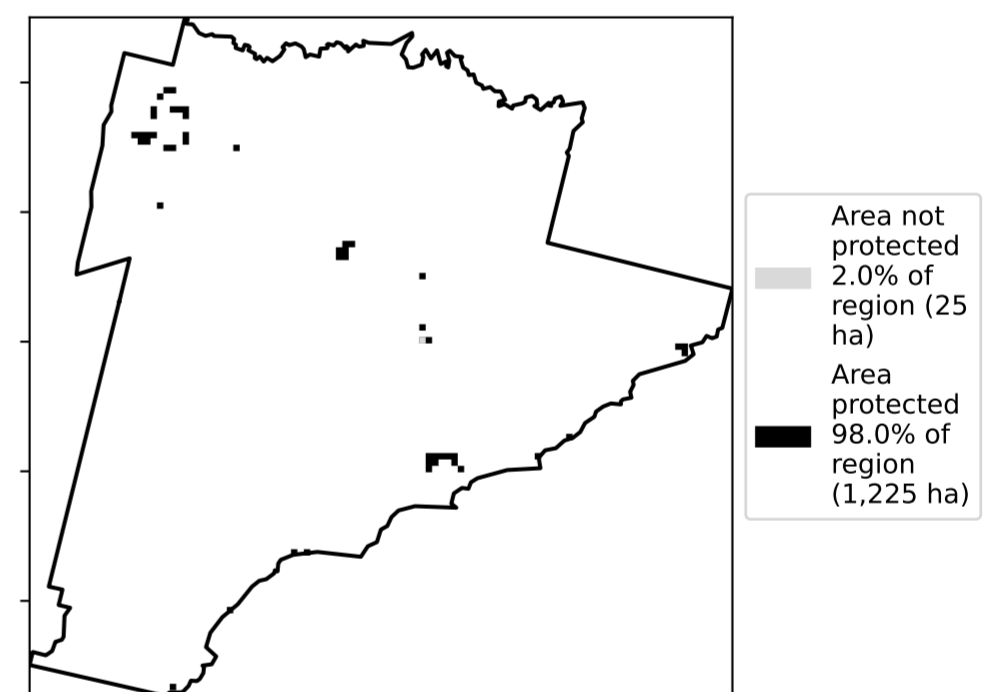 Area not
protected
2.0% of
region (25
ha)
Area
protected
98.0% of
region
(1,225 ha)